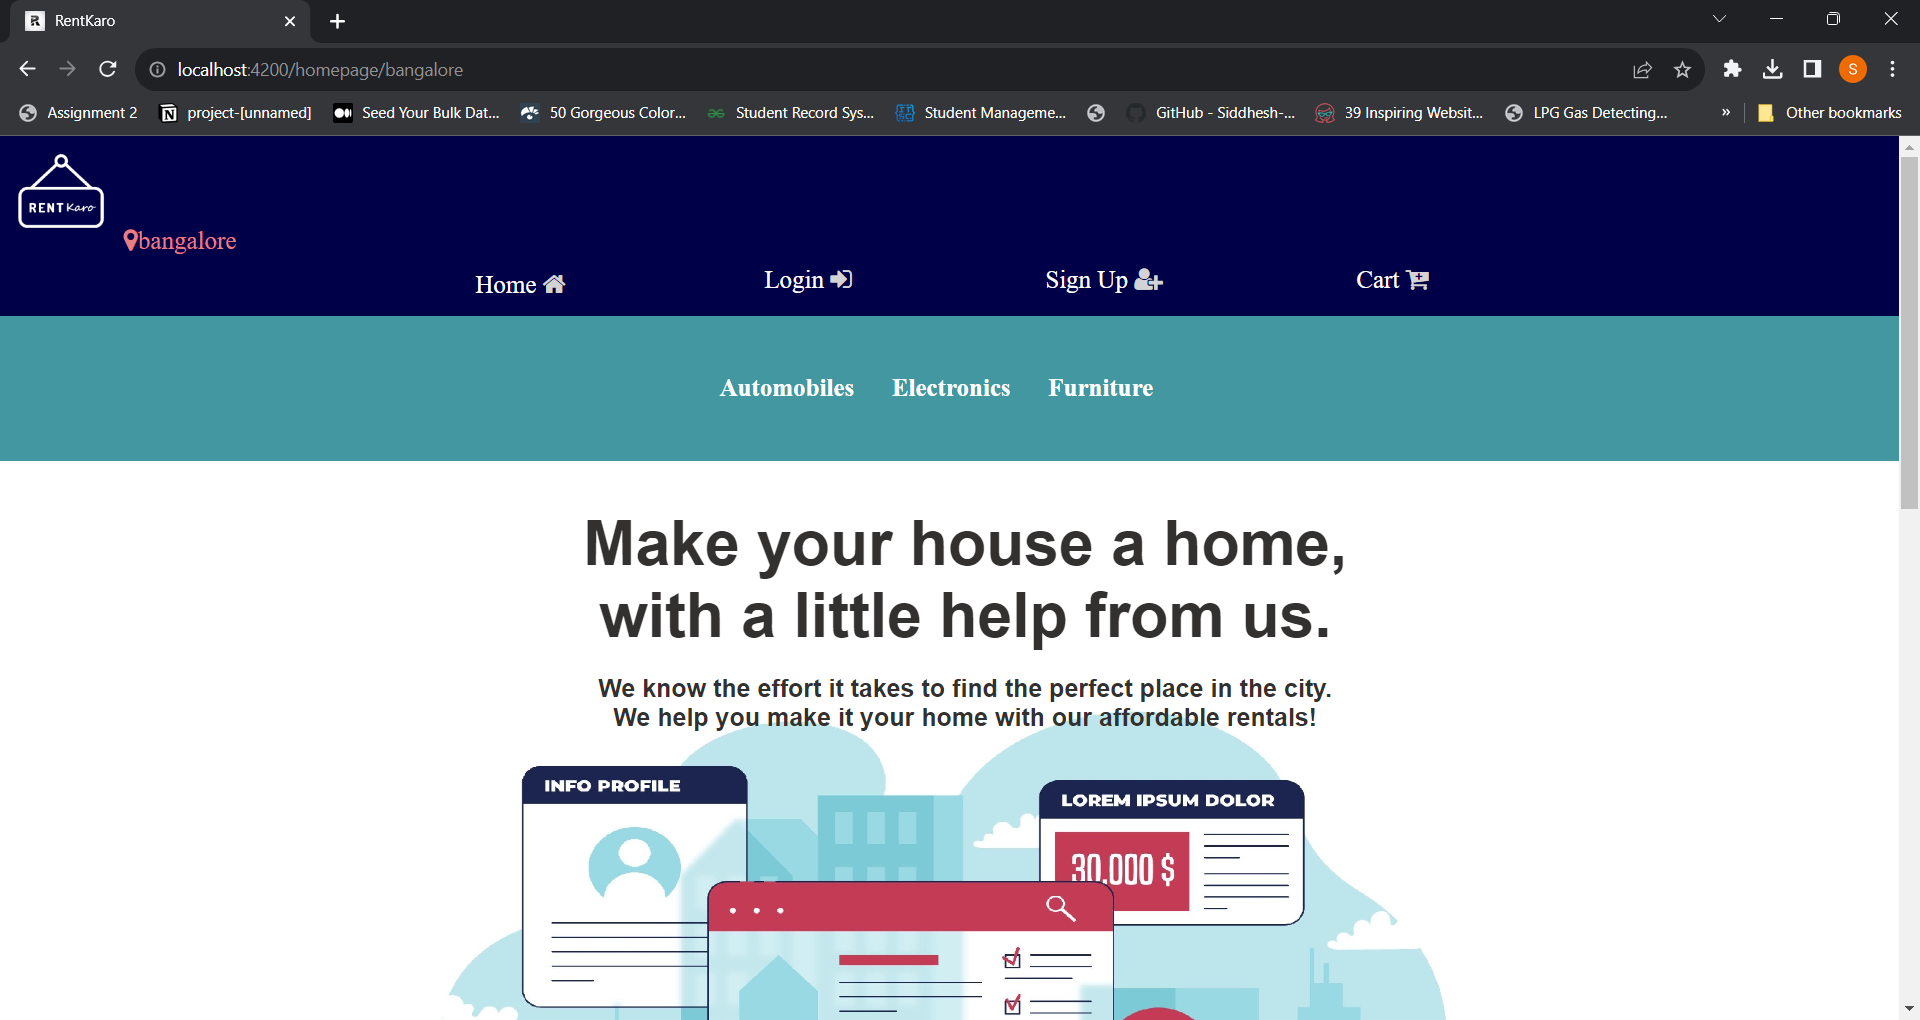 RentKaro
localhost:4200/homepage/bangalore
S
Assignment 2
project-[unnamed]
Seed Your Bulk Dat...
50 Gorgeous Color...
Student Record Sys...
Student Manageme...
GitHub - Siddhesh-...
39 Inspiring Websit...
LPG Gas Detecting...
»
Other bookmarks
RENT Karo
bangalore
Home
Login
Sign Up
Cart
Automobiles Electronics Furniture
Make your house a home,
with a little help from us.
We know the effort it takes to find the perfect place in the city.
We help you make it your home with our affordable rentals!
INFO PROFILE
LOREM IPSUM DOLOR
30.000 $